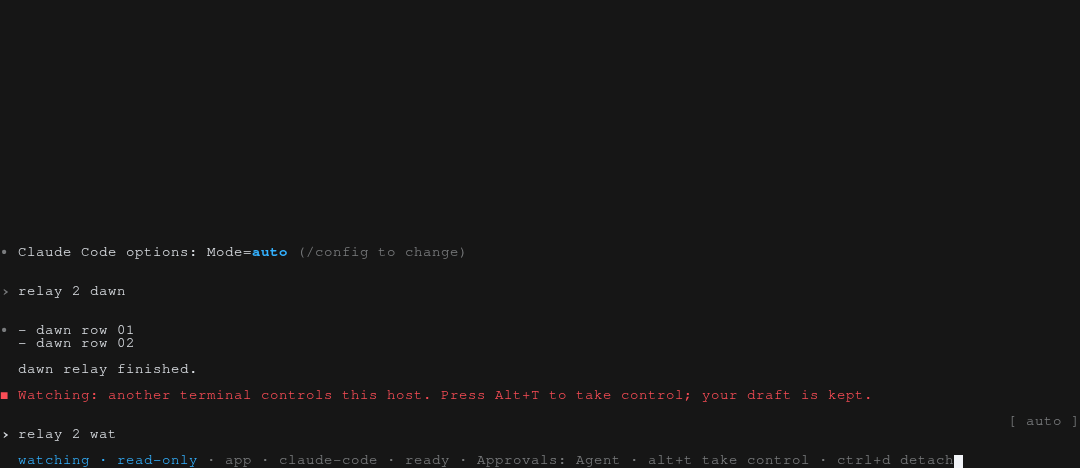 • Claude Code options: Mode=auto (/config to change)
› relay 2 dawn
• - dawn row 01
- dawn row 02
dawn relay finished.
■ Watching: another terminal controls this host. Press Alt+T to take control; your draft is kept.
[ auto ]
› relay 2 wat
watching · read-only · app · claude-code · ready · Approvals: Agent · alt+t take control · ctrl+d detach